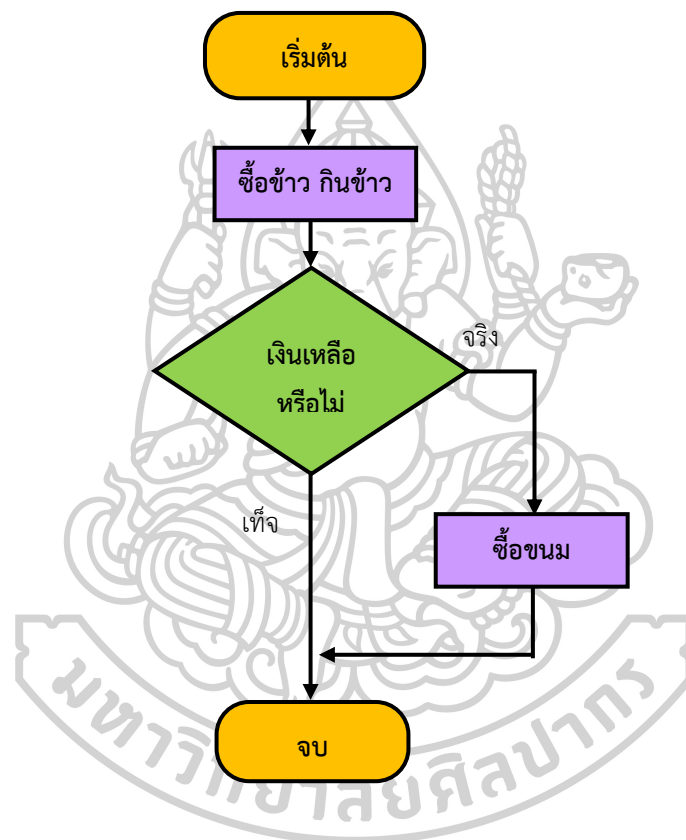 เริ่มต้น
ซื้อข้าว กินข้าว
จริง
เงินเหลือ
หรือไม่
เท็จ
ซื้อขนม
จบ
มหาวิทยาลัยศิลปากร